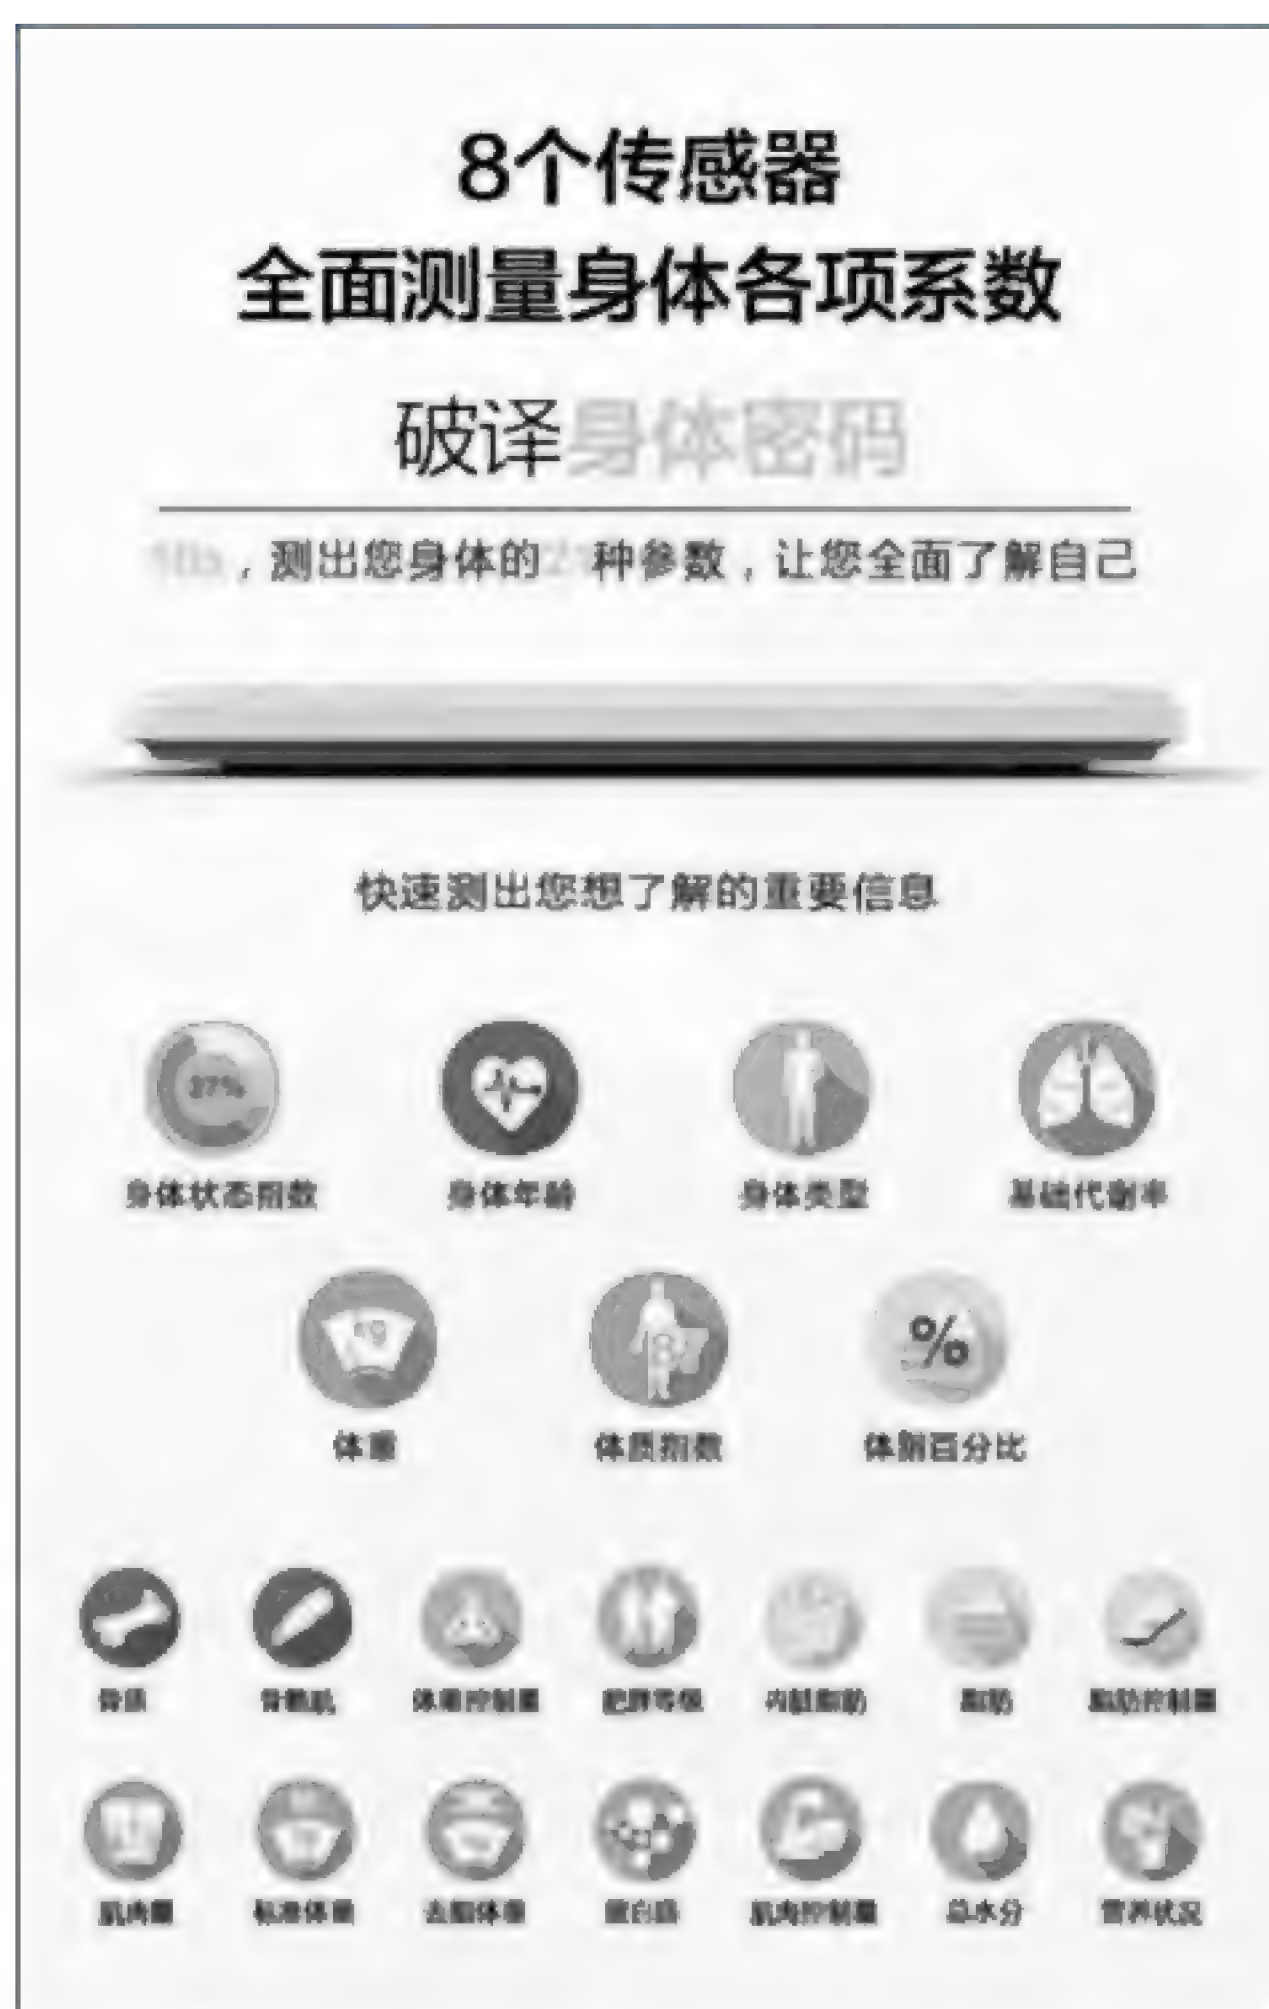 8个传感器
全面测量身体各项系数
破译身体密码
10s，测出您身体的21种参数，让您全面了解自己
快速测出您想了解的重要信息
27%
身体状态指数 身体年龄 身体类型 基础代谢率
%
体重 体质指数 体脂百分比
骨质 骨骼肌 体重控制量 肥胖等级 内脏脂肪 脂肪 脂肪控制量
肌肉量 标准体重 去脂体重 蛋白质 肌肉控制量 总水分 营养状况